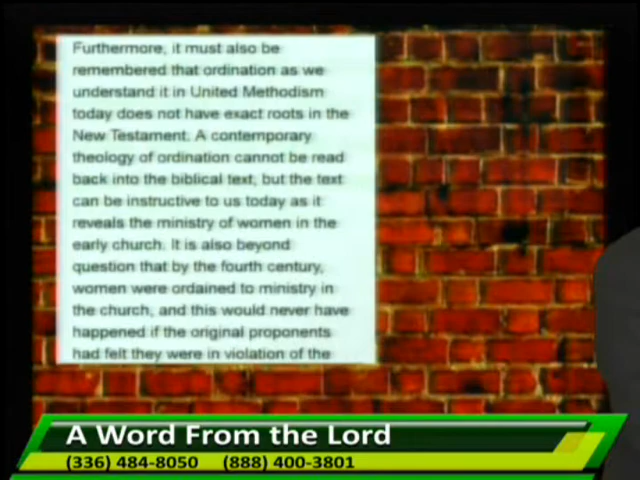 Furthermore, it must also be
remembered that ordination as we
understand it in United Methodism
today does not have exact roots in the
New Testament. A contemporary
theology of ordination cannot be read
back into the biblical text, but the text
can be instructive to us today as it
reveals the ministry of women in the
early church. It is also beyond
question that by the fourth century,
women were ordained to ministry in
the church, and this would never have
happened if the original proponents
had felt they were in violation of the
A Word From the Lord
(336) 484-8050 (888) 400-3801